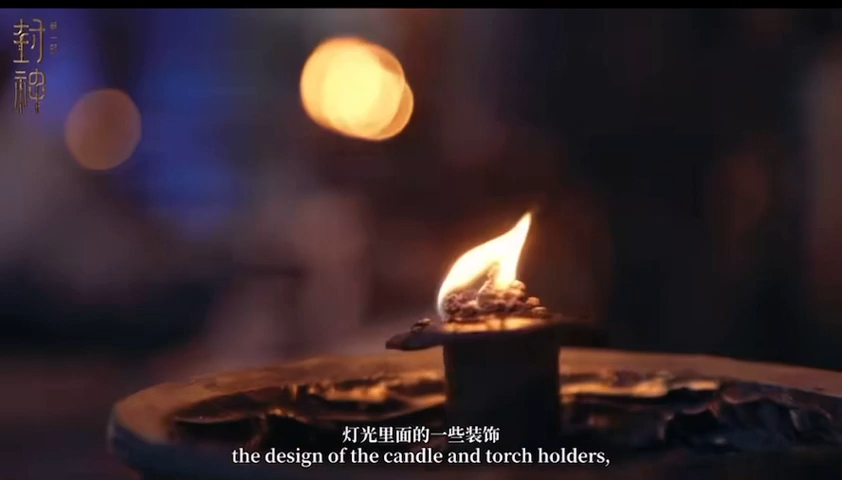 封神
第一部
灯光里面的一些装饰
the design of the candle and torch holders,